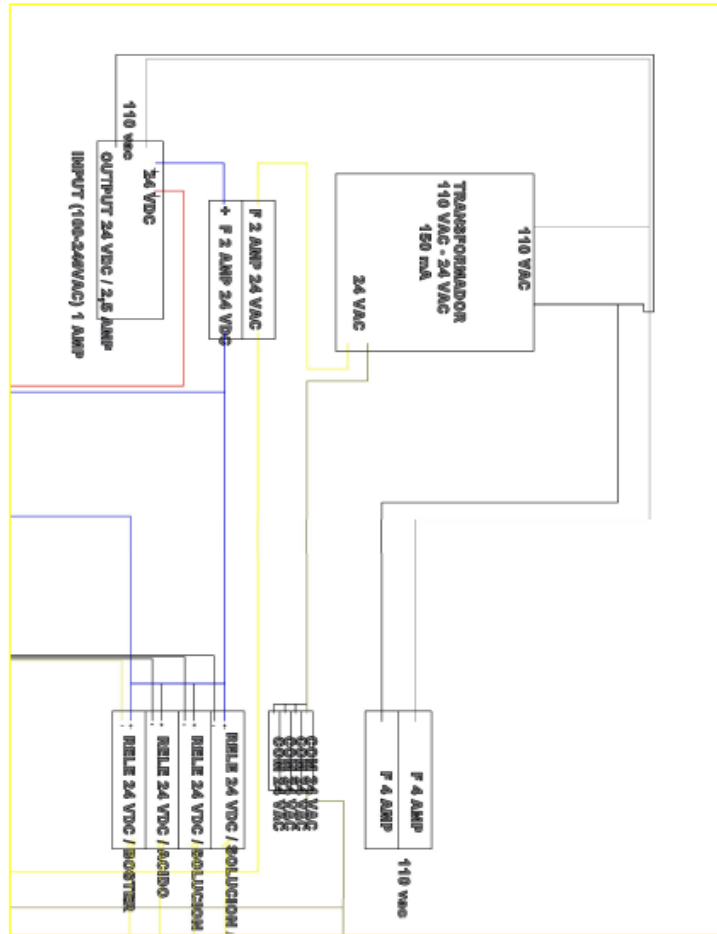 110 vac
24 VDC
OUTPUT 24 VDC / 2,5 AMP
INPUT (100-240VAC) 1 AMP
F 2 AMP 24 VAC
+ F 2 AMP 24 VDC
110 VAC
TRANSFORMADOR
110 VAC - 24 VAC
150 mA
24 VAC
RELE 24 VDC / SOLUCION
RELE 24 VDC / SOLUCION
RELE 24 VDC / ACIDO
RELE 24 VDC / BOSTER
COM 24 VAC
COM 24 VAC
COM 24 VAC
COM 24 VAC
F 4 AMP
F 4 AMP
110 vac